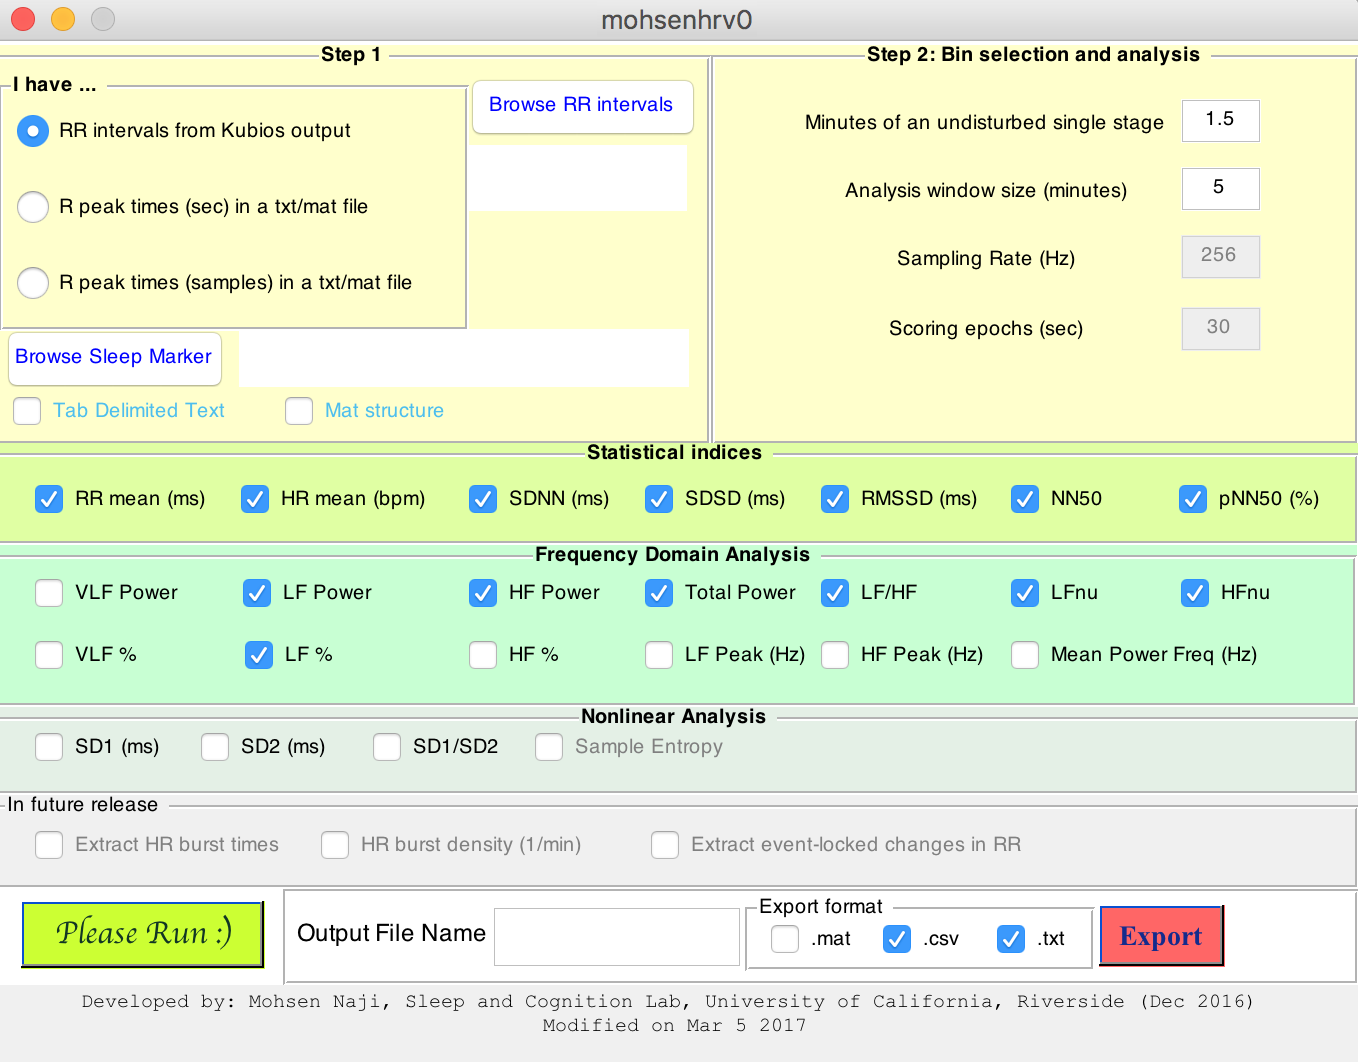 mohsenhrv0
Step 1
I have ...
RR intervals from Kubios output
R peak times (sec) in a txt/mat file
R peak times (samples) in a txt/mat file
Browse RR intervals
Browse Sleep Marker
Tab Delimited Text
Mat structure
Step 2: Bin selection and analysis
Minutes of an undisturbed single stage 1.5
Analysis window size (minutes) 5
Sampling Rate (Hz) 256
Scoring epochs (sec) 30
Statistical indices
RR mean (ms) HR mean (bpm) SDNN (ms) SDSD (ms) RMSSD (ms) NN50 pNN50 (%)
Frequency Domain Analysis
VLF Power LF Power HF Power Total Power LF/HF LFnu HFnu
VLF % LF % HF % LF Peak (Hz) HF Peak (Hz) Mean Power Freq (Hz)
Nonlinear Analysis
SD1 (ms) SD2 (ms) SD1/SD2 Sample Entropy
In future release
Extract HR burst times HR burst density (1/min) Extract event-locked changes in RR
Please Run :)
Output File Name
Export format
.mat .csv .txt
Export
Developed by: Mohsen Naji, Sleep and Cognition Lab, University of California, Riverside (Dec 2016)
Modified on Mar 5 2017